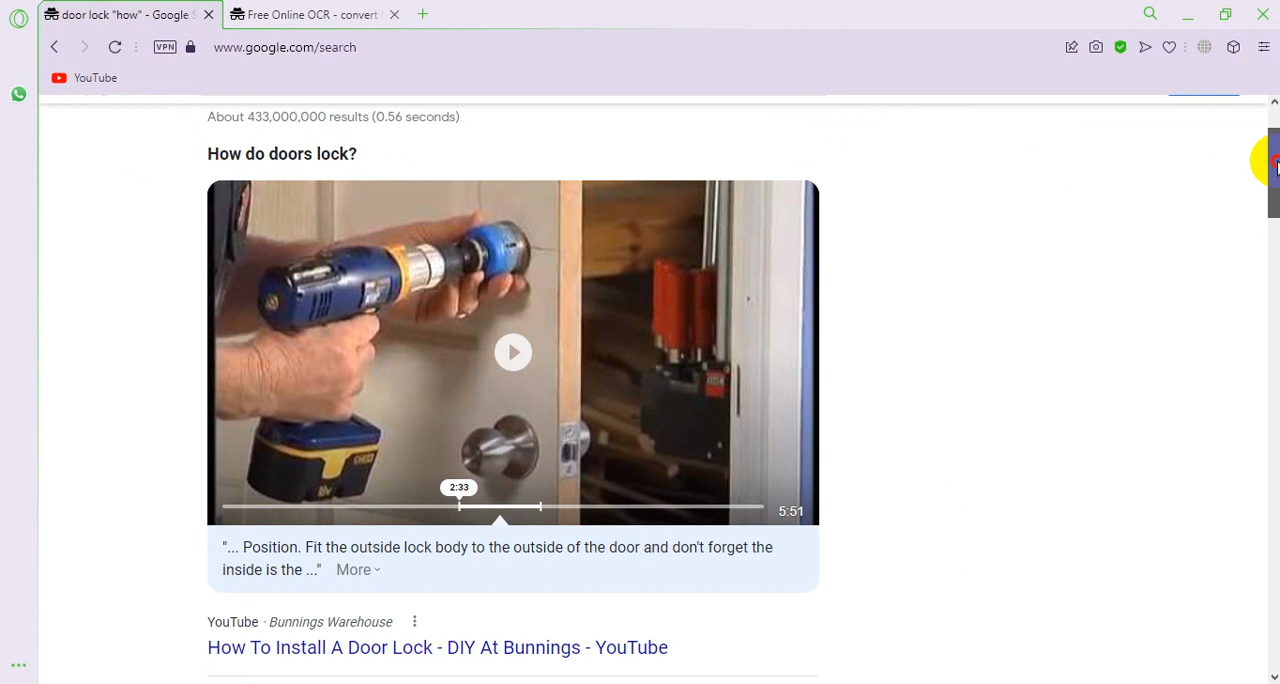 door lock "how" - Google S
Free Online OCR - convert
VPN
www.google.com/search
YouTube
About 433,000,000 results (0.56 seconds)
How do doors lock?
2:33
5:51
"... Position. Fit the outside lock body to the outside of the door and don't forget the
inside is the ..." More
YouTube · Bunnings Warehouse
How To Install A Door Lock - DIY At Bunnings - YouTube